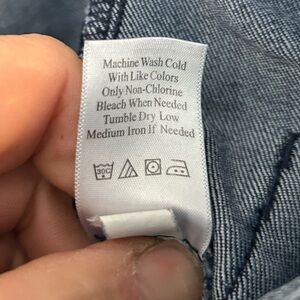 Machine Wash Cold
With Like Colors
Only Non-Chlorine
Bleach When Needed
Tumble Dry Low
Medium Iron If Needed
30C